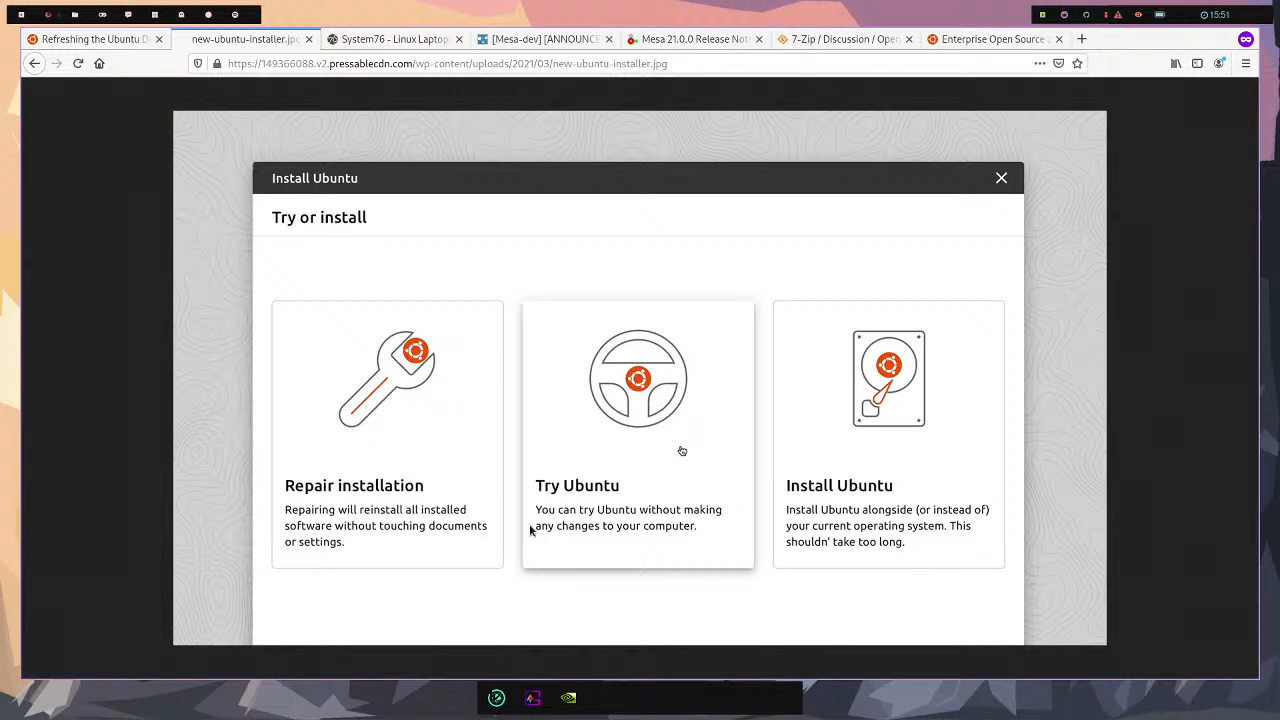 15:51
Refreshing the Ubuntu D
new-ubuntu-installer.jpg
System76 - Linux Laptop
[Mesa-dev] [ANNOUNCE
Mesa 21.0.0 Release Not
7-Zip / Discussion / Open
Enterprise Open Source
https://149366088.v2.pressablecdn.com/wp-content/uploads/2021/03/new-ubuntu-installer.jpg
Install Ubuntu
Try or install
Repair installation
Repairing will reinstall all installed
software without touching documents
or settings.
Try Ubuntu
You can try Ubuntu without making
any changes to your computer.
Install Ubuntu
Install Ubuntu alongside (or instead of)
your current operating system. This
shouldn' take too long.